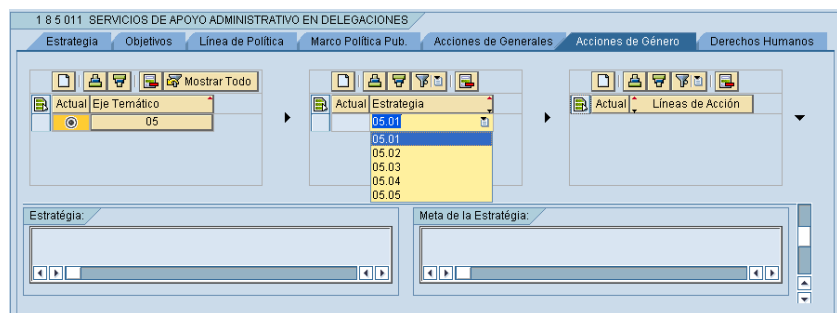 1 8 5 011 SERVICIOS DE APOYO ADMINISTRATIVO EN DELEGACIONES
Estrategia Objetivos Línea de Política Marco Política Pub. Acciones de Generales Acciones de Género Derechos Humanos
Mostrar Todo
Actual Eje Temático Actual Estrategia Actual Líneas de Acción
05 05.01
05.01
05.02
05.03
05.04
05.05
Estratégia: Meta de la Estratégia: